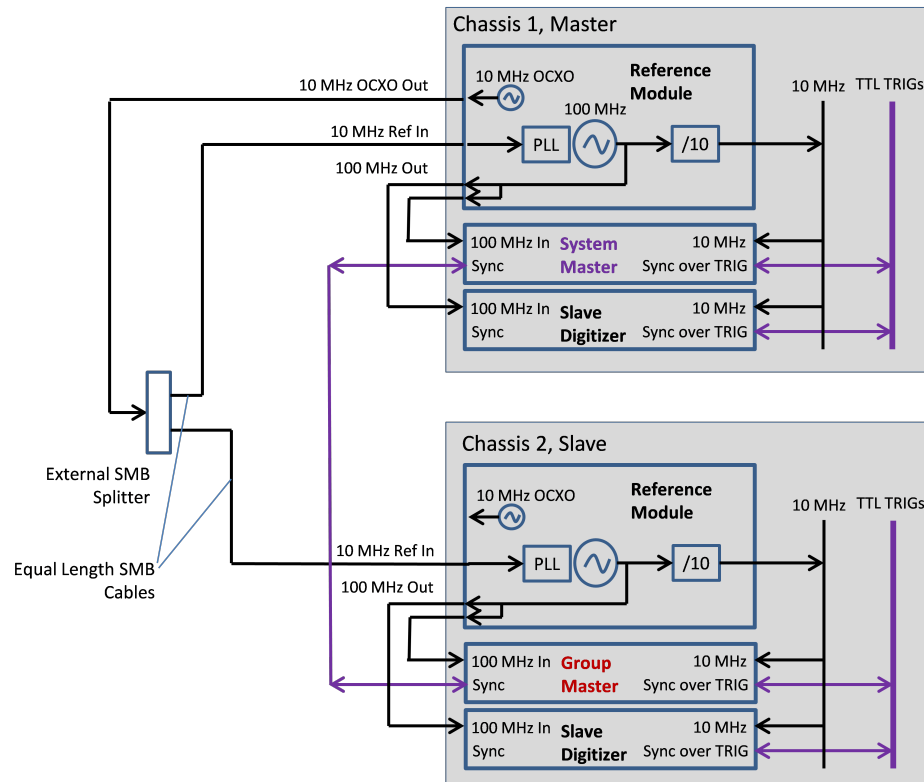 Chassis 1, Master
10 MHz OCXO Out
10 MHz OCXO
Reference
Module
10 MHz
TTL TRIGs
100 MHz
10 MHz Ref In
PLL
/10
100 MHz Out
100 MHz In
System
Master
10 MHz
Sync
Sync over TRIG
100 MHz In
Slave
Digitizer
10 MHz
Sync
Sync over TRIG
External SMB
Splitter
Equal Length SMB
Cables
Chassis 2, Slave
10 MHz OCXO
Reference
Module
10 MHz
TTL TRIGs
10 MHz Ref In
PLL
/10
100 MHz Out
100 MHz In
Group
Master
10 MHz
Sync
Sync over TRIG
100 MHz In
Slave
Digitizer
10 MHz
Sync
Sync over TRIG